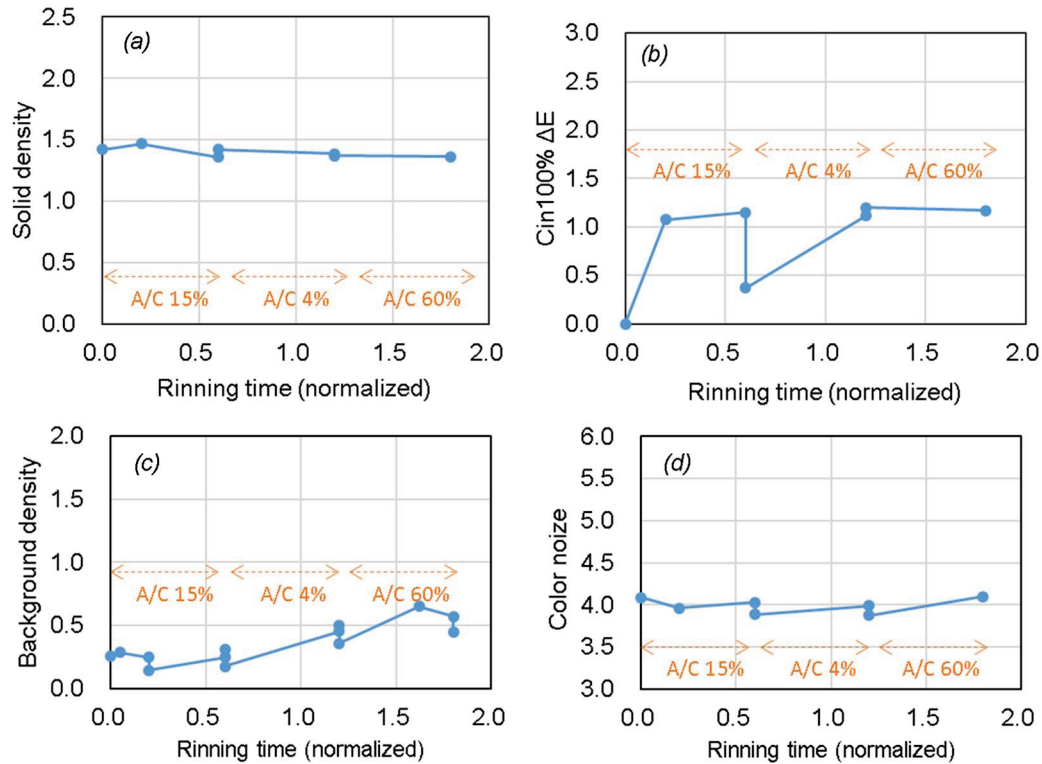 (a)
Solid density
2.5
2.0
1.5
1.0
0.5
0.0
A/C 15%
A/C 4%
A/C 60%
0.0 0.5 1.0 1.5 2.0
Rinning time (normalized)
(b)
Cin100% ΔE
3.0
2.5
2.0
1.5
1.0
0.5
0.0
A/C 15%
A/C 4%
A/C 60%
0.0 0.5 1.0 1.5 2.0
Rinning time (normalized)
(c)
Background density
2.0
1.5
1.0
0.5
0.0
A/C 15%
A/C 4%
A/C 60%
0.0 0.5 1.0 1.5 2.0
Rinning time (normalized)
(d)
Color noize
6.0
5.5
5.0
4.5
4.0
3.5
3.0
A/C 15%
A/C 4%
A/C 60%
0.0 0.5 1.0 1.5 2.0
Rinning time (normalized)